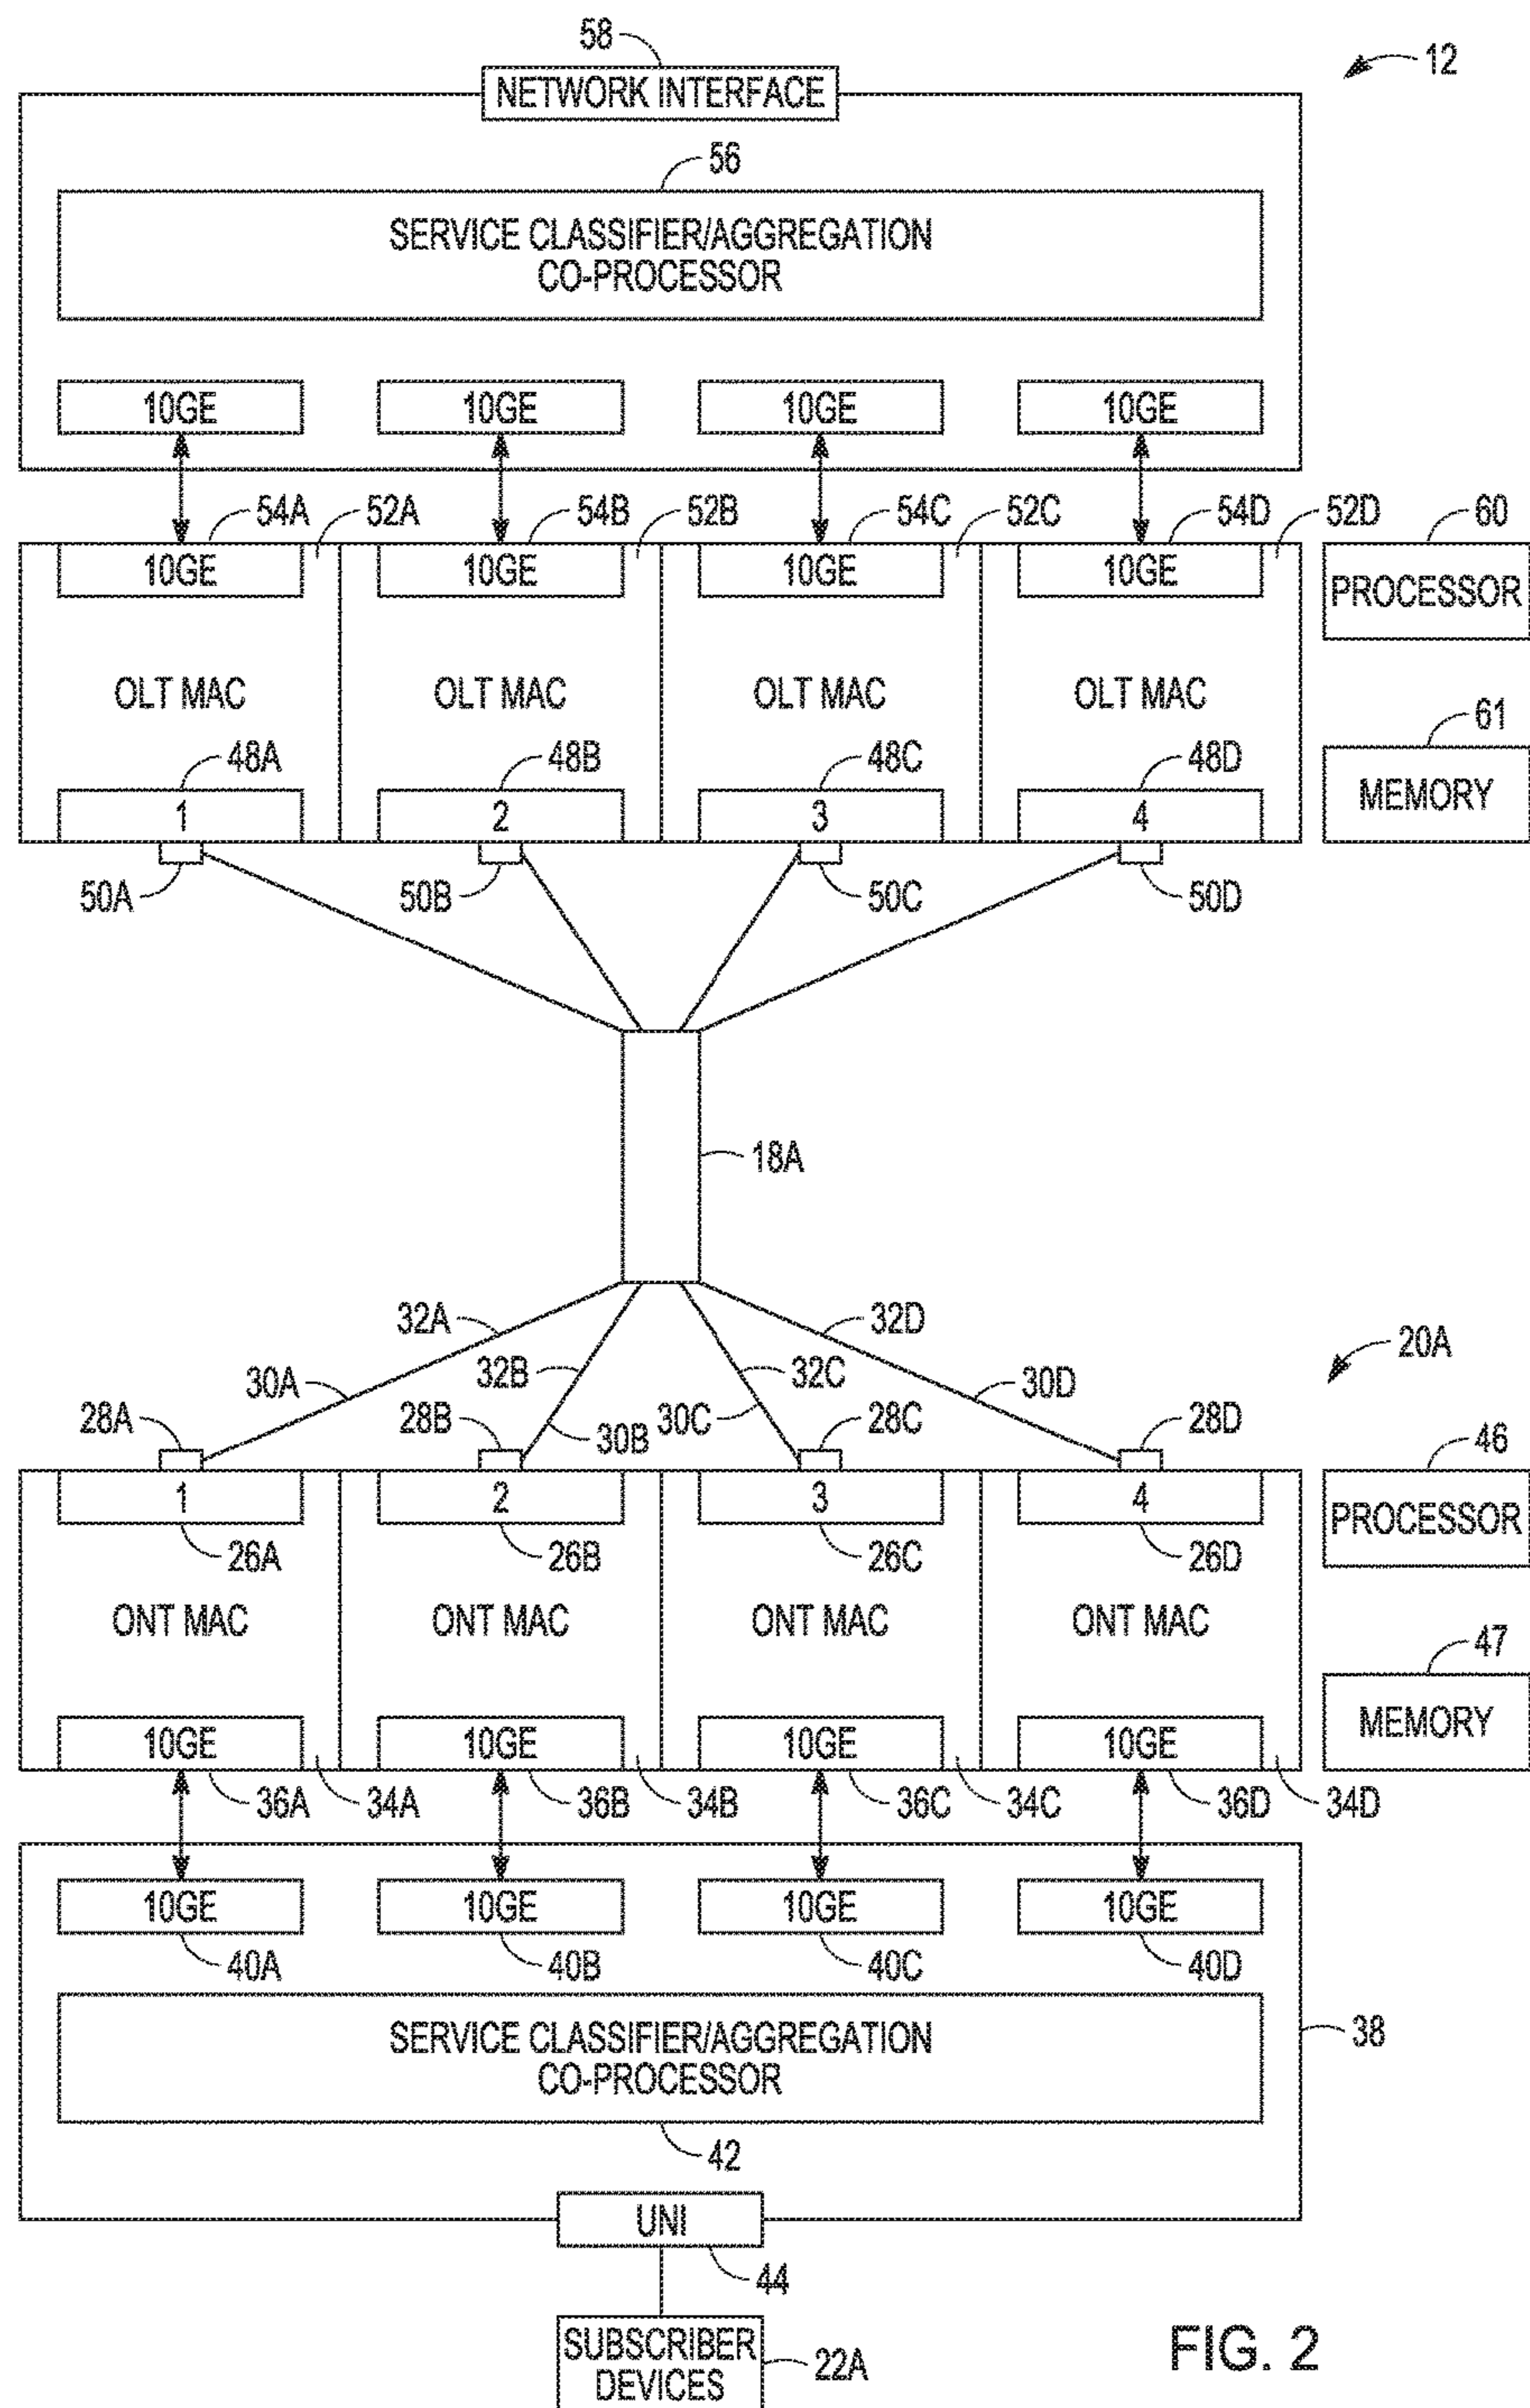 58
12
NETWORK INTERFACE
56
SERVICE CLASSIFIER/AGGREGATION
CO-PROCESSOR
10GE 10GE 10GE 10GE
54A 52A 54B 52B 54C 52C 54D 52D 60
10GE 10GE 10GE 10GE PROCESSOR
OLT MAC OLT MAC OLT MAC OLT MAC
61
48A 48B 48C 48D
1 2 3 4 MEMORY
50A 50B 50C 50D
18A
32A 32D
20A
32B 32C
30A 30D
28A 28B 30B 30C 28C 28D 46
1 2 3 4 PROCESSOR
26A 26B 26C 26D
ONT MAC ONT MAC ONT MAC ONT MAC
47
10GE 10GE 10GE 10GE MEMORY
36A 34A 36B 34B 36C 34C 36D 34D
10GE 10GE 10GE 10GE
40A 40B 40C 40D
SERVICE CLASSIFIER/AGGREGATION
CO-PROCESSOR
38
42
UNI
44
SUBSCRIBER
DEVICES
22A
FIG. 2